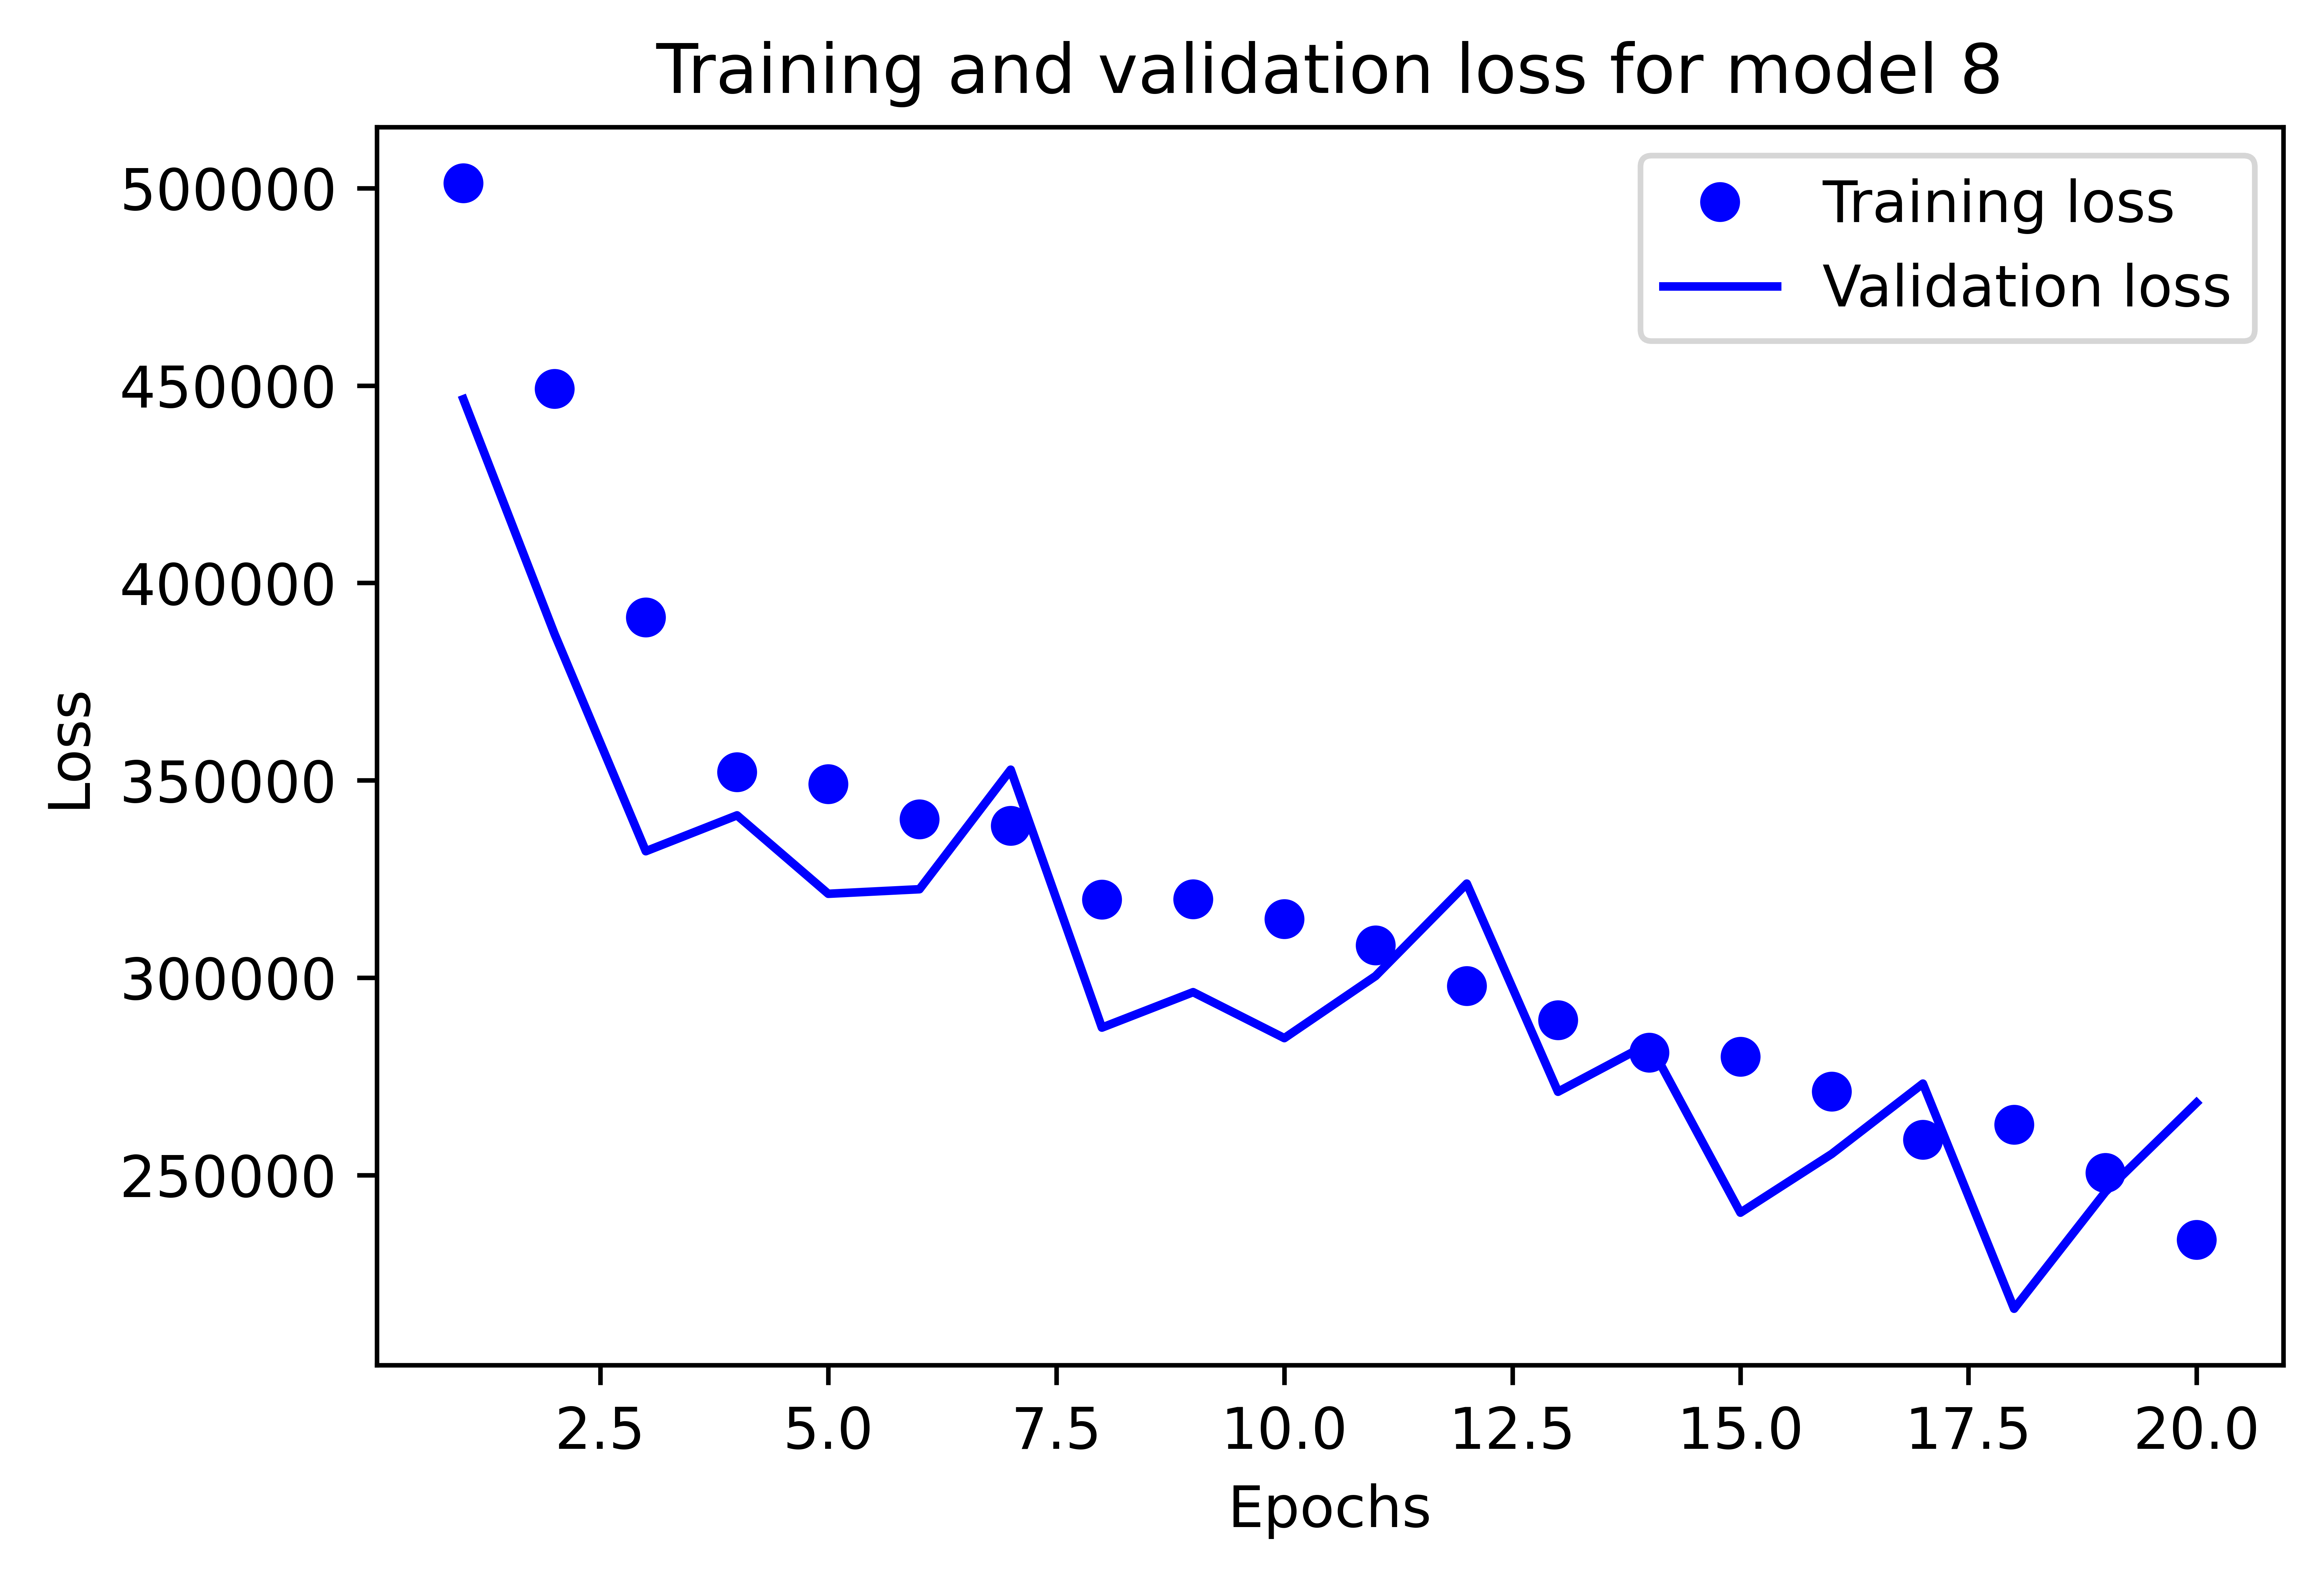 Training and validation loss for model 8
Training loss
Validation loss
500000
450000
400000
350000
300000
250000
Loss
2.5 5.0 7.5 10.0 12.5 15.0 17.5 20.0
Epochs